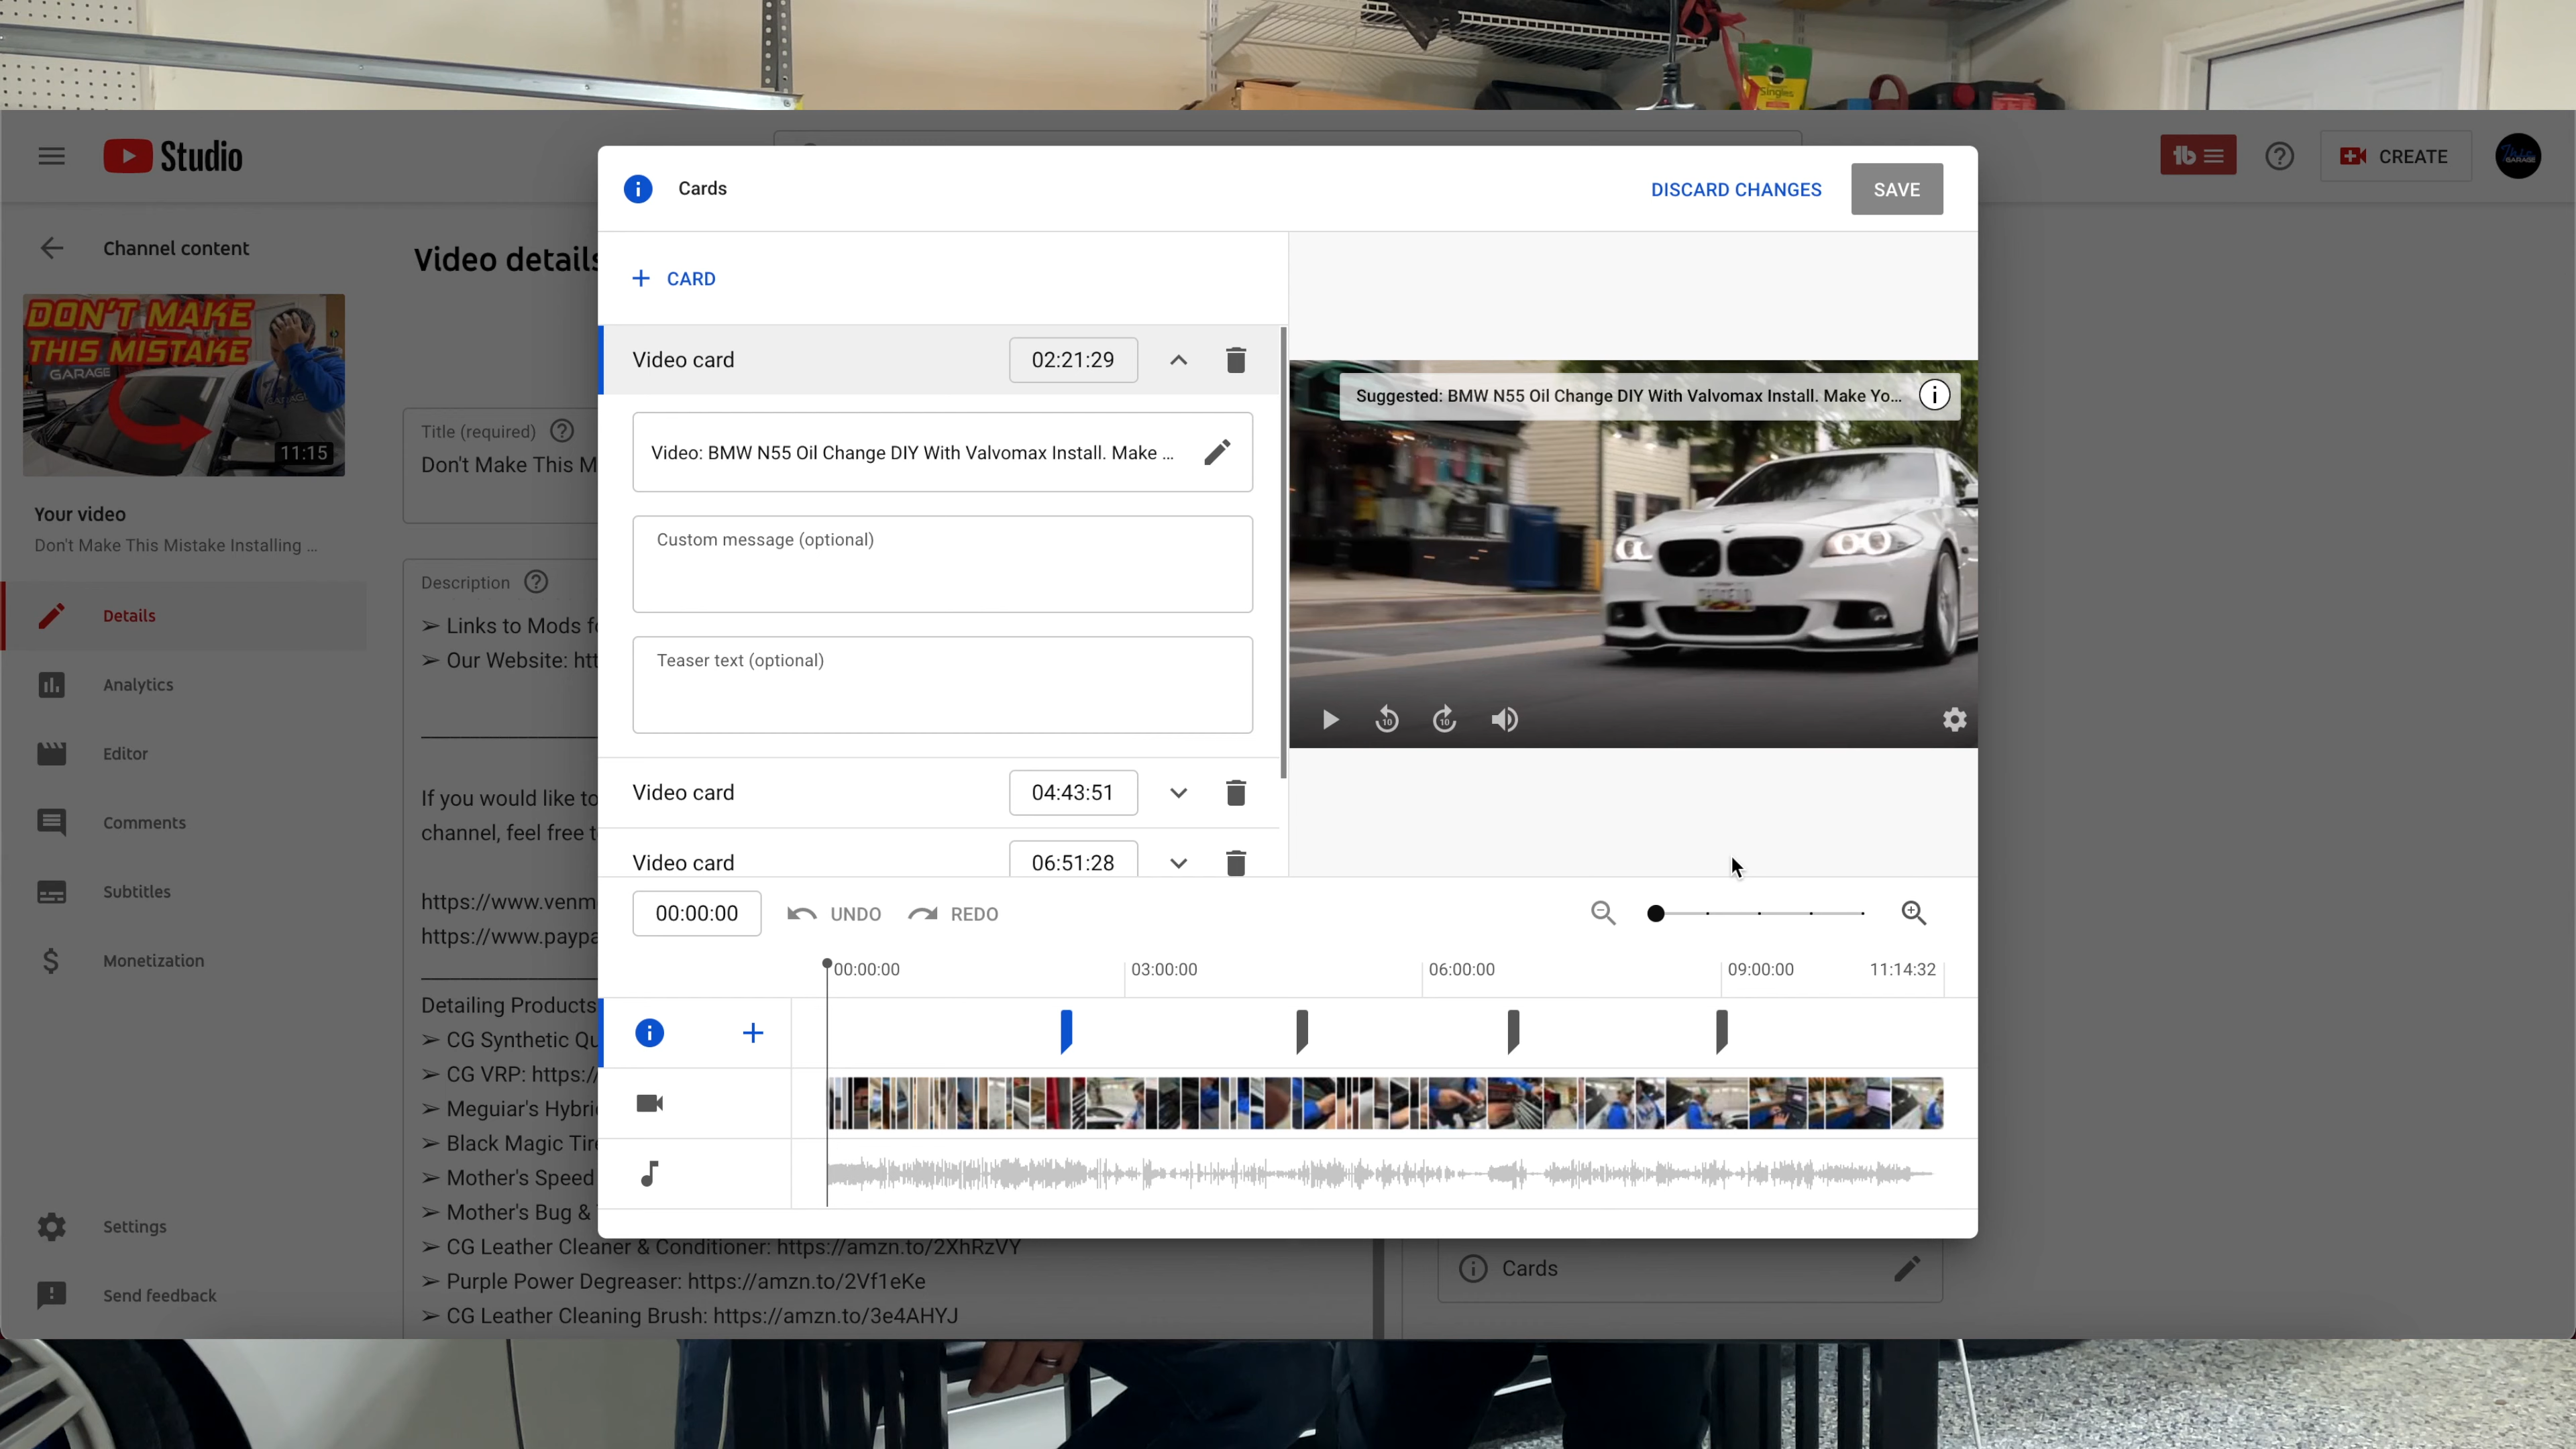 Singles
Studio
tb
CREATE
This
GARAGE
Cards
DISCARD CHANGES
SAVE
Channel content
Video details
CARD
DON'T MAKE
THIS MISTAKE
GARAGE
11:15
Video card
02:21:29
Suggested: BMW N55 Oil Change DIY With Valvomax Install. Make Yo...
Title (required)
Don't Make This M
Video: BMW N55 Oil Change DIY With Valvomax Install. Make ...
Your video
Don't Make This Mistake Installing ...
Custom message (optional)
Description
Details
➢ Links to Mods f
➢ Our Website: htt
Teaser text (optional)
Analytics
10
10
Editor
If you would like to
channel, feel free t
Video card
04:43:51
Comments
Video card
06:51:28
Subtitles
https://www.venm
https://www.paypa
00:00:00
UNDO
REDO
Monetization
00:00:00
03:00:00
06:00:00
09:00:00
11:14:32
Detailing Products
➢ CG Synthetic Qu
➢ CG VRP: https:/
➢ Meguiar's Hybri
➢ Black Magic Tire
➢ Mother's Speed
➢ Mother's Bug &
➢ CG Leather Cleaner & Conditioner: https://amzn.to/2XhRzVY
➢ Purple Power Degreaser: https://amzn.to/2Vf1eKe
➢ CG Leather Cleaning Brush: https://amzn.to/3e4AHYJ
Settings
Send feedback
Cards